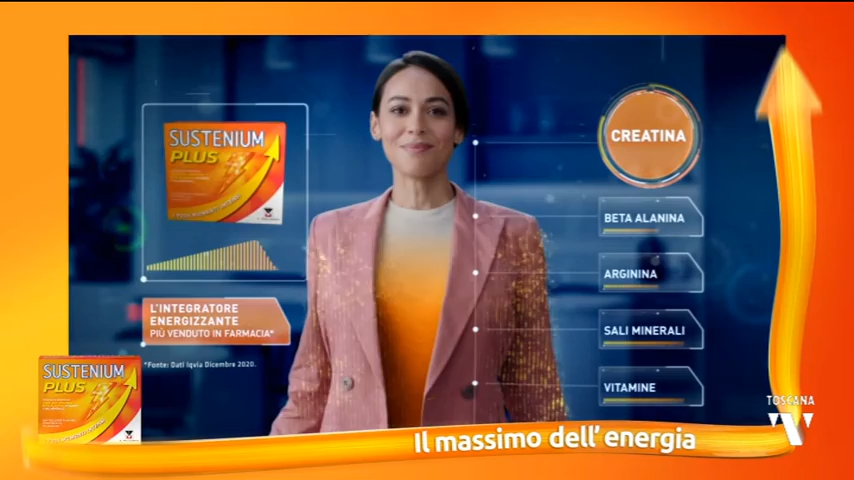 SUSTENIUM
PLUS
L'INTEGRATORE
ENERGIZZANTE
PIÙ VENDUTO IN FARMACIA*
*Fonte: Dati Iqvia Dicembre 2020.
CREATINA
BETA ALANINA
ARGININA
SALI MINERALI
VITAMINE
SUSTENIUM
PLUS
Il massimo dell'energia
TOSCANA
TV